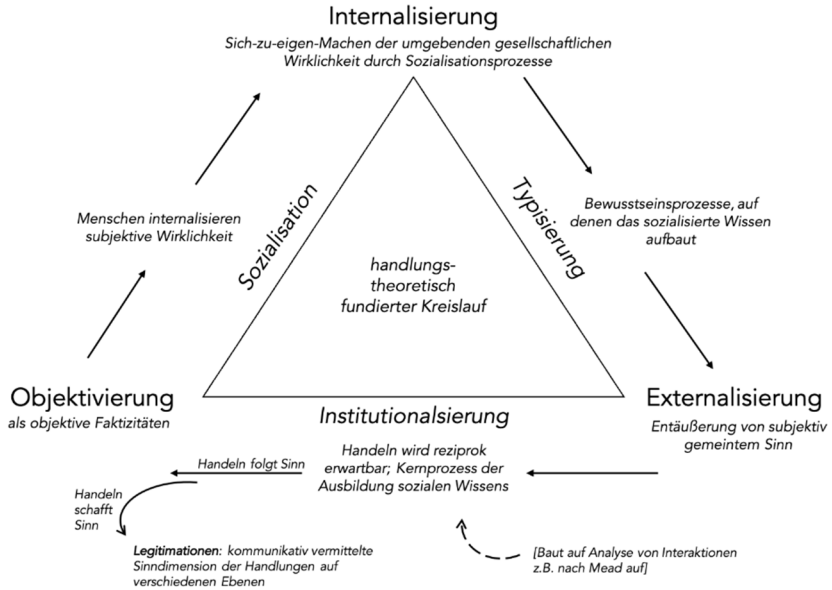 Internalisierung
Sich-zu-eigen-Machen der umgebenden gesellschaftlichen
Wirklichkeit durch Sozialisationsprozesse
Sozialisation
Typisierung
Menschen internalisieren
subjektive Wirklichkeit
Bewusstseinsprozesse, auf
denen das sozialisierte Wissen
aufbaut
handlungs-
theoretisch
fundierter Kreislauf
Objektivierung
als objektive Faktizitäten
Externalisierung
Entäußerung von subjektiv
gemeintem Sinn
Institutionalsierung
Handeln wird reziprok
erwartbar; Kernprozess der
Ausbildung sozialen Wissens
Handeln folgt Sinn
Handeln
schafft
Sinn
Legitimationen: kommunikativ vermittelte
Sinndimension der Handlungen auf
verschiedenen Ebenen
[Baut auf Analyse von Interaktionen
z.B. nach Mead auf]